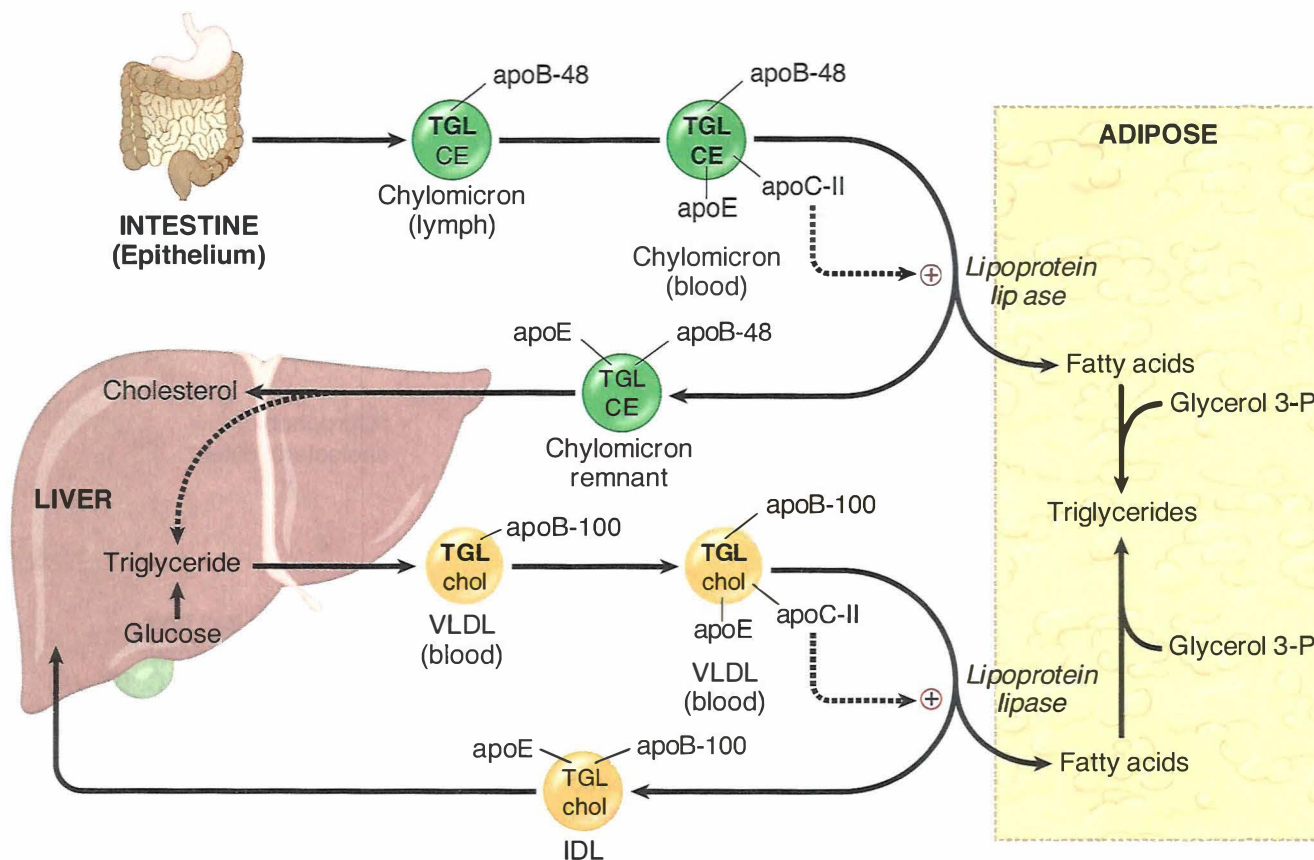 apoB-48
TGL
CE
Chylomicron
(lymph)
INTESTINE
(Epithelium)
apoB-48
TGL
CE
apoE
apoC-II
Chylomicron
(blood)
ADIPOSE
Lipoprotein
lip ase
apoE
apoB-48
TGL
CE
Chylomicron
remnant
Fatty acids
Glycerol 3-P
Triglycerides
Cholesterol
LIVER
Triglyceride
Glucose
apoB-100
TGL
chol
VLDL
(blood)
apoB-100
TGL
chol
apoE
apoC-II
VLDL
(blood)
Glycerol 3-P
Lipoprotein
lipase
Fatty acids
apoE
apoB-100
TGL
chol
IDL